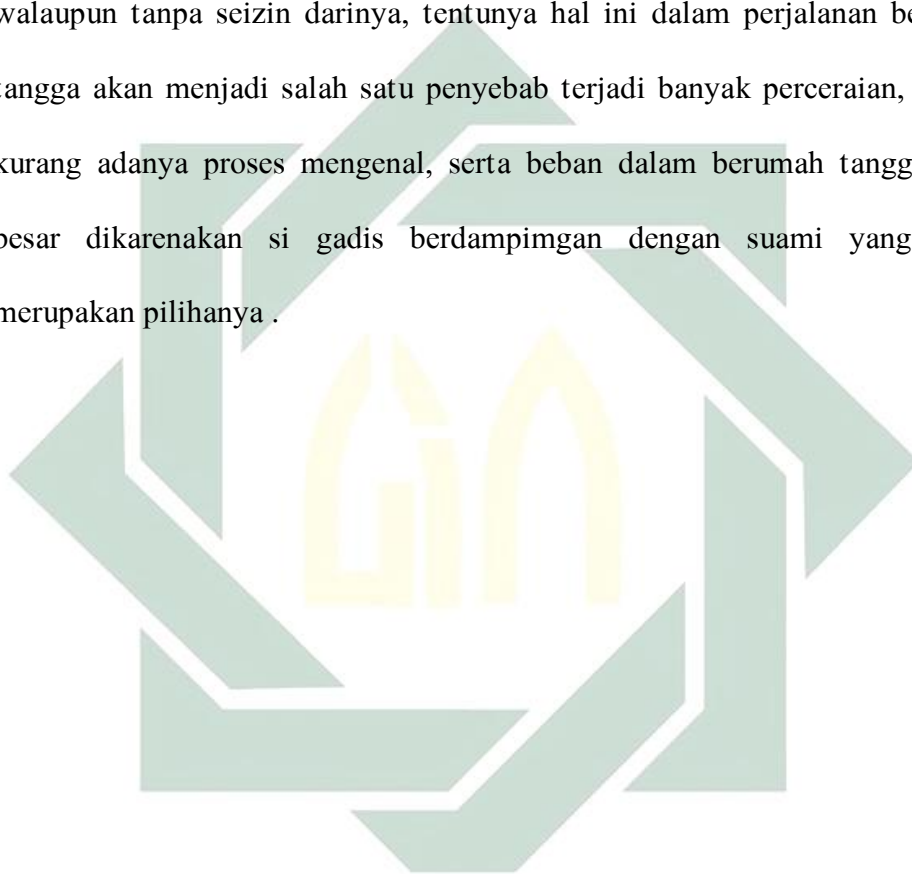 walaupun tanpa seizin darinya, tentunya hal ini dalam perjalanan be
tangga akan menjadi salah satu penyebab terjadi banyak perceraian,
kurang adanya proses mengenal, serta beban dalam berumah tangg
besar dikarenakan si gadis berdampimgan dengan suami yang
merupakan pilihanya .